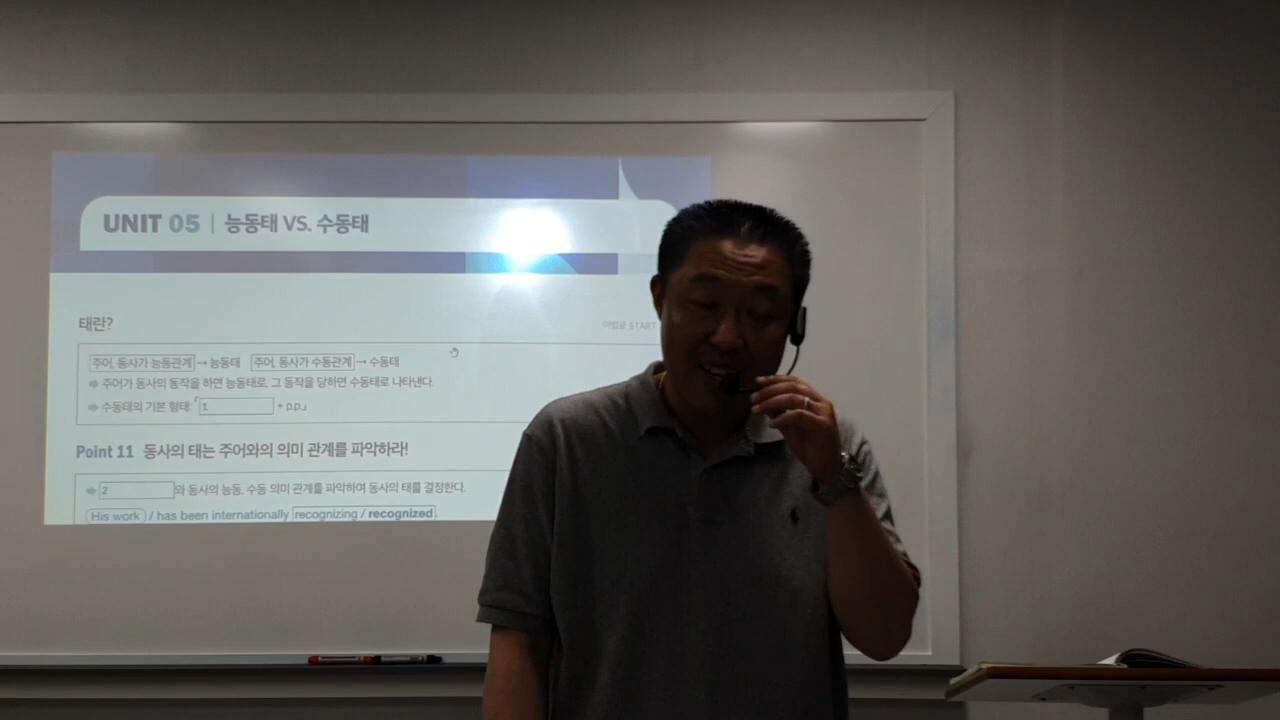 UNIT 05 | 능동태 VS. 수동태
태란?
어법끝 START
주어, 동사가 능동관계 → 능동태 주어, 동사가 수동관계 → 수동태
⇒ 주어가 동사의 동작을 하면 능동태로, 그 동작을 당하면 수동태로 나타낸다.
⇒ 수동태의 기본 형태: 「1 + p.p.」
Point 11 동사의 태는 주어와의 의미 관계를 파악하라!
⇒ 2 와 동사의 능동, 수동 의미 관계를 파악하여 동사의 태를 결정한다.
His work / has been internationally recognizing / recognized.